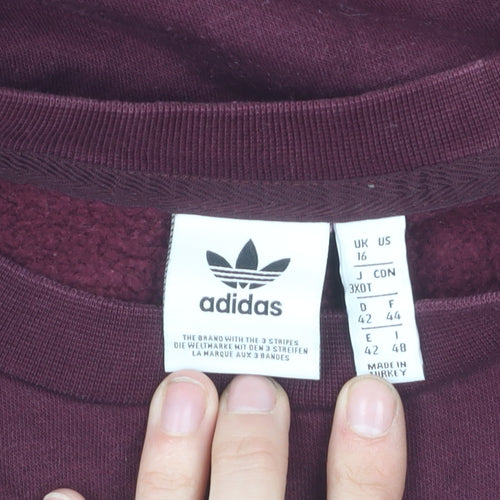 adidas
THE BRAND WITH THE 3 STRIPES
DIE WELTMARKE MIT DEN 3 STREIFEN
LA MARQUE AUX 3 BANDES
UK US
16
J CDN
3XOT
D F
42 44
E I
42 48
MADE IN
TURKEY